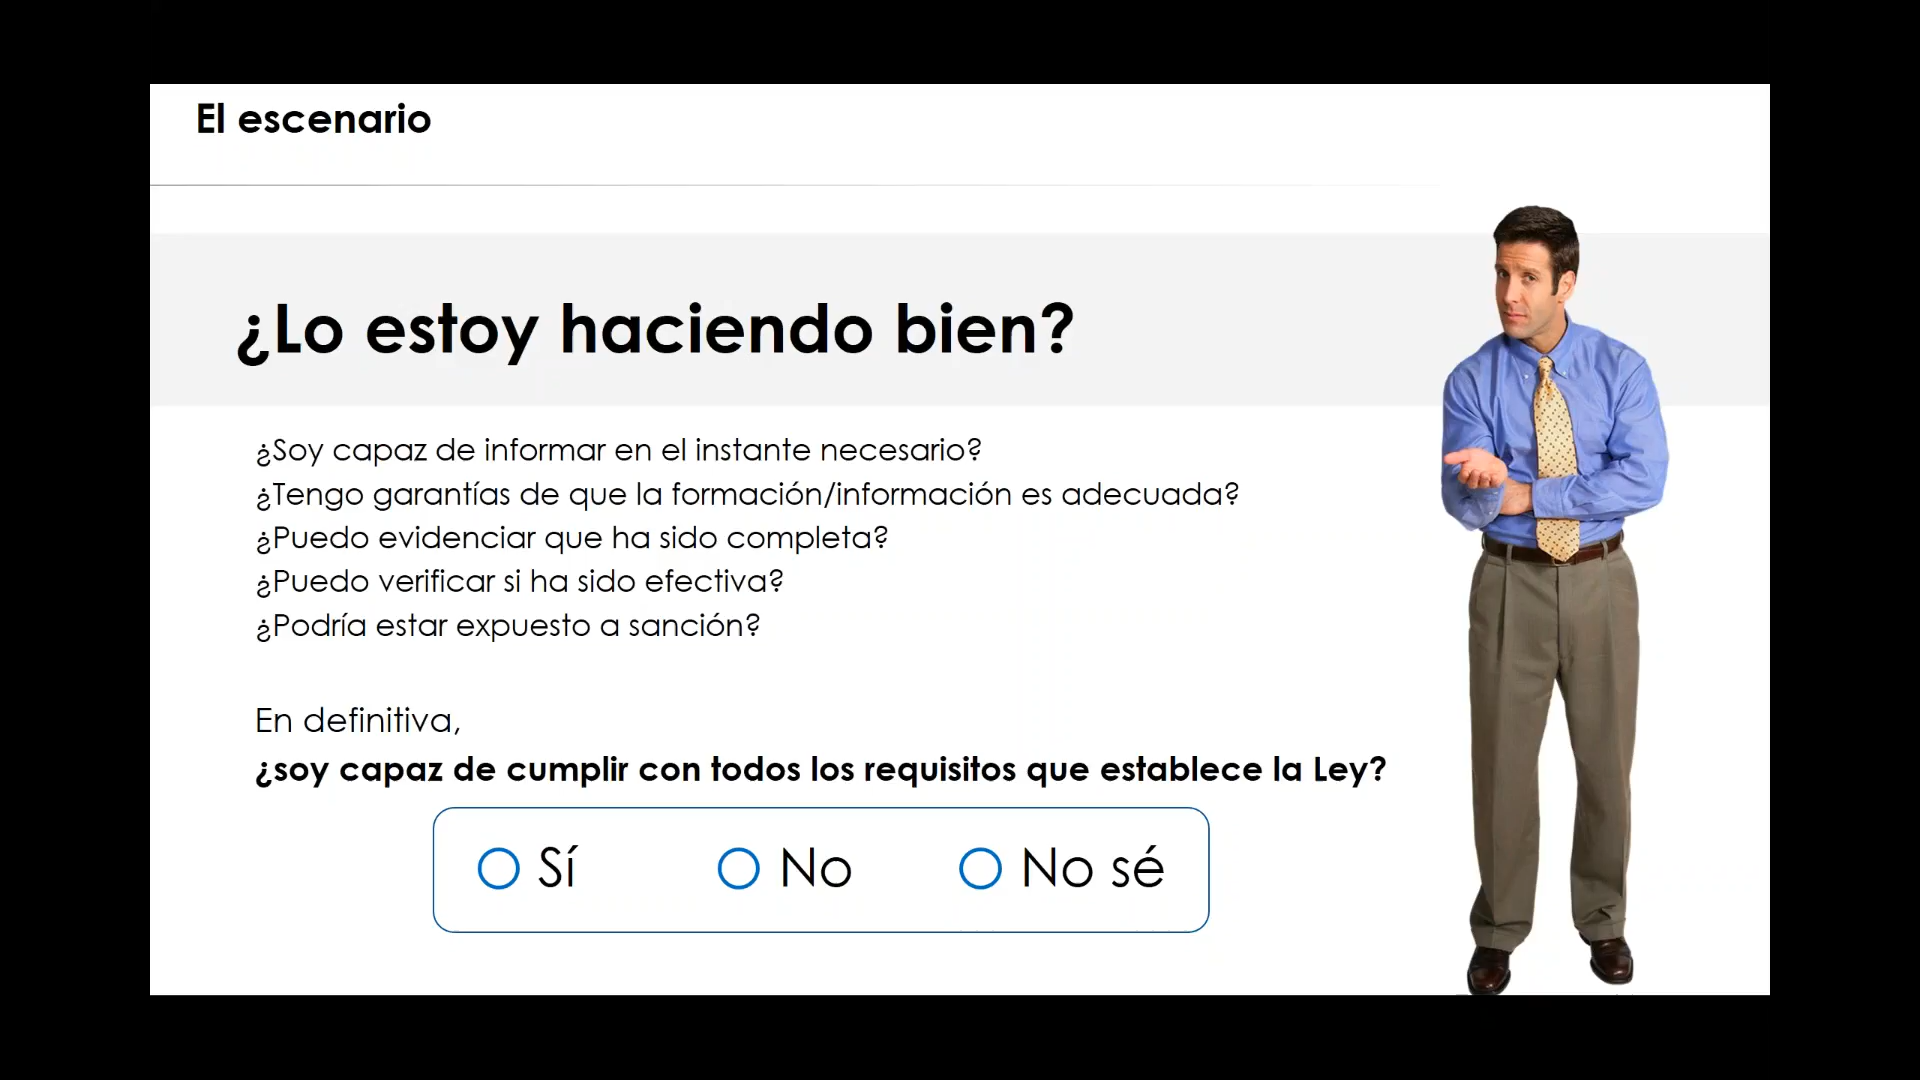 El escenario
¿Lo estoy haciendo bien?
¿Soy capaz de informar en el instante necesario?
¿Tengo garantías de que la formación/información es adecuada?
¿Puedo evidenciar que ha sido completa?
¿Puedo verificar si ha sido efectiva?
¿Podría estar expuesto a sanción?
En definitiva,
¿soy capaz de cumplir con todos los requisitos que establece la Ley?
Sí No No sé